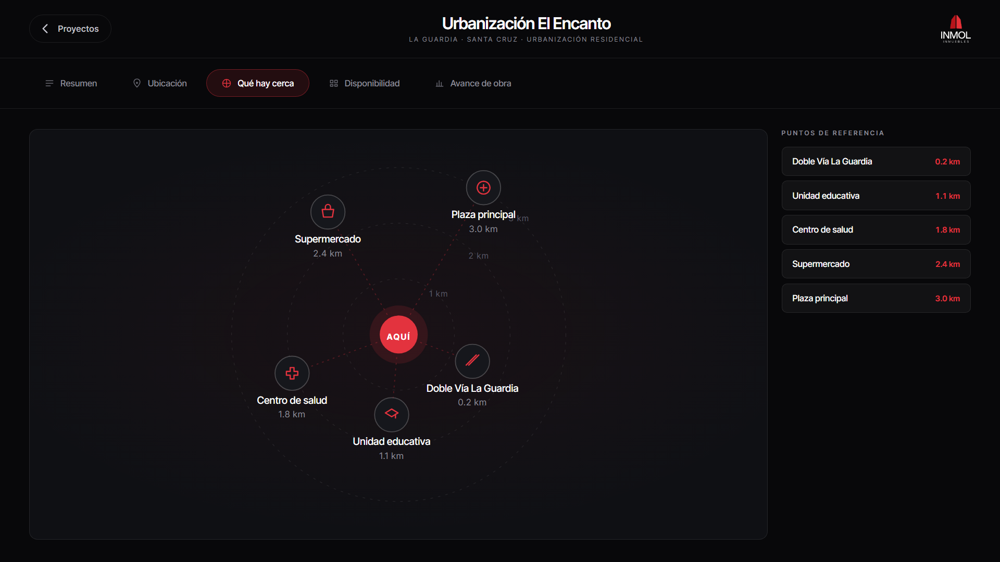 Proyectos
Urbanización El Encanto
LA GUARDIA · SANTA CRUZ · URBANIZACIÓN RESIDENCIAL
INMOL
INMUEBLES
Resumen
Ubicación
Qué hay cerca
Disponibilidad
Avance de obra
Plaza principal
3.0 km
3 km
Supermercado
2.4 km
2 km
1 km
AQUÍ
Doble Vía La Guardia
0.2 km
Centro de salud
1.8 km
Unidad educativa
1.1 km
PUNTOS DE REFERENCIA
Doble Vía La Guardia 0.2 km
Unidad educativa 1.1 km
Centro de salud 1.8 km
Supermercado 2.4 km
Plaza principal 3.0 km